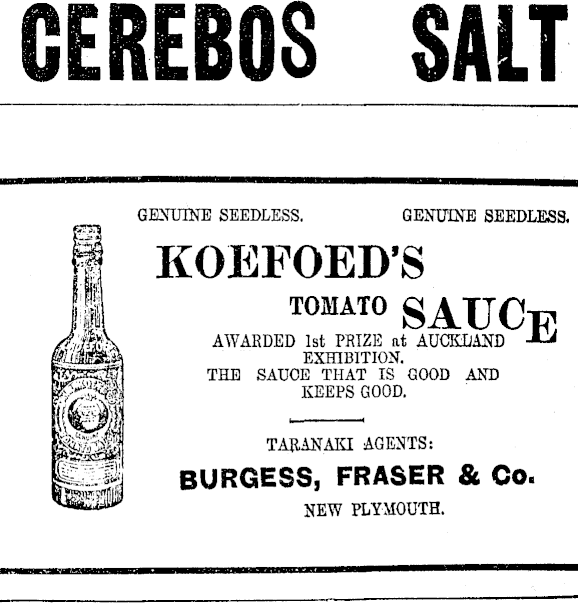 CEREBOS SALT
GENUINE SEEDLESS. GENUINE SEEDLESS.
KOEFOED'S
TOMATO SAUCE
AWARDED 1st PRIZE at AUCKLAND
EXHIBITION.
THE SAUCE THAT IS GOOD AND
KEEPS GOOD.
TARANAKI AGENTS:
BURGESS, FRASER & Co.
NEW PLYMOUTH.